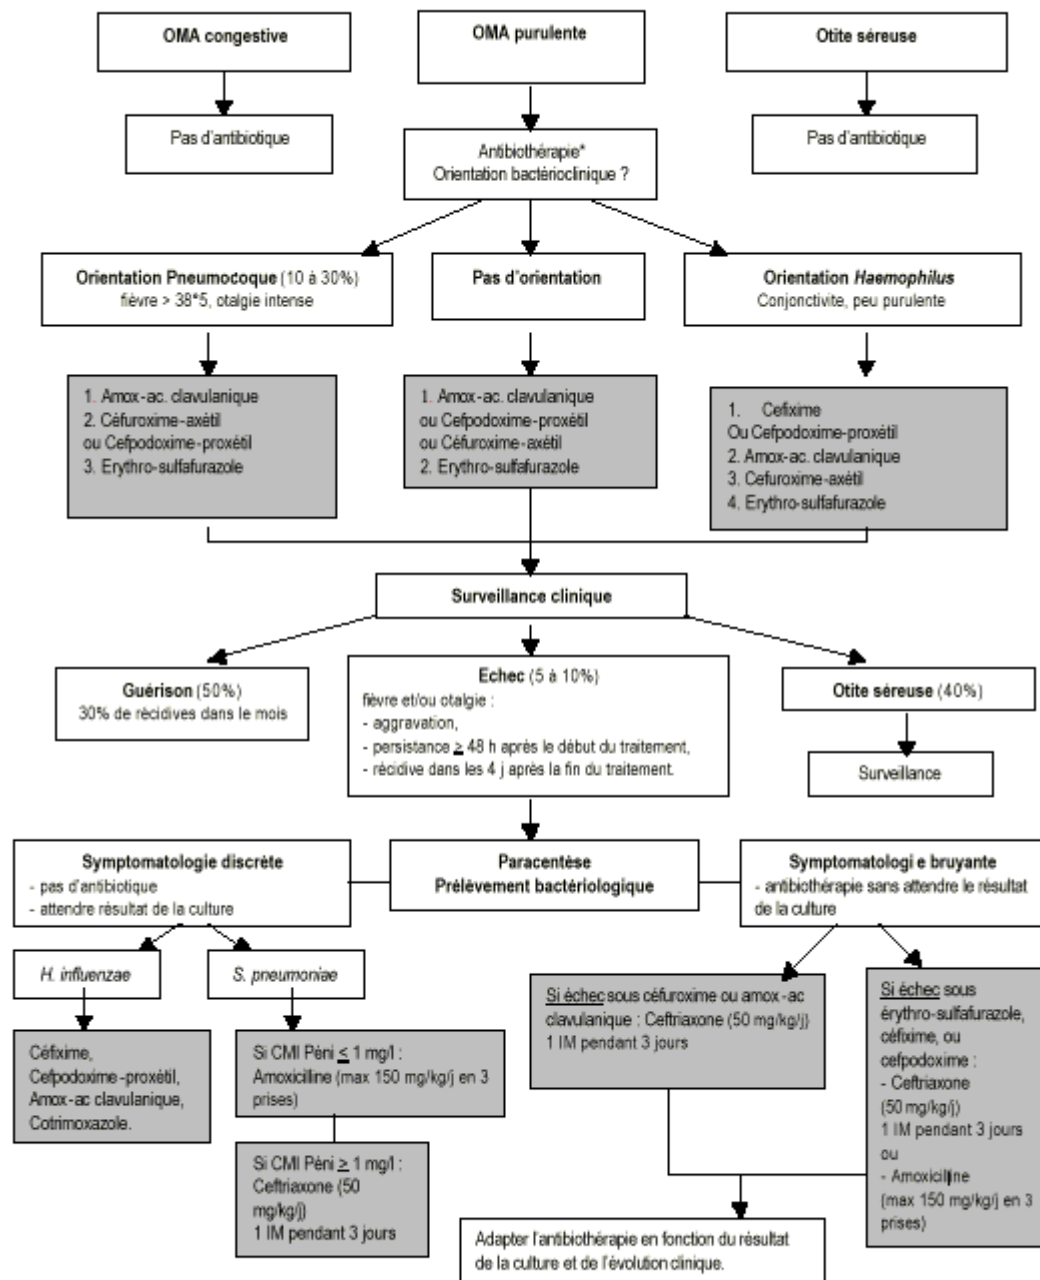 OMA congestive
OMA purulente
Otite séreuse
Pas d'antibiotique
Antibiothérapie*
Orientation bactérioclinique ?
Pas d'antibiotique
Orientation Pneumocoque (10 à 30%)
fièvre > 38°5, otalgie intense
Pas d'orientation
Orientation Haemophilus
Conjonctivite, peu purulente
1. Amox-ac. clavulanique
2. Céfuroxime-axétil
ou Cefpodoxime-proxétil
3. Erythro-sulfafurazole
1. Amox-ac. clavulanique
ou Cefpodoxime-proxétil
ou Céfuroxime-axétil
2. Erythro-sulfafurazole
1. Cefixime
Ou Cefpodoxime-proxétil
2. Amox-ac. clavulanique
3. Cefuroxime-axétil
4. Erythro-sulfafurazole
Surveillance clinique
Guérison (50%)
30% de récidives dans le mois
Echec (5 à 10%)
fièvre et/ou otalgie :
- aggravation,
- persistance ≥ 48 h après le début du traitement,
- récidive dans les 4 j après la fin du traitement.
Otite séreuse (40%)
Surveillance
Symptomatologie discrète
- pas d'antibiotique
- attendre résultat de la culture
Paracentèse
Prélèvement bactériologique
Symptomatologi e bruyante
- antibiothérapie sans attendre le résultat
de la culture
H. influenzae
S. pneumoniae
Céfixime,
Cefpodoxime-proxétil,
Amox-ac clavulanique,
Cotrimoxazole.
Si CMI Péni ≤ 1 mg/l :
Amoxicilline (max 150 mg/kg/j en 3
prises)
Si CMI Péni ≥ 1 mg/l :
Ceftriaxone (50
mg/kg/j)
1 IM pendant 3 jours
Si échec sous céfuroxime ou amox-ac
clavulanique : Ceftriaxone (50 mg/kg/j)
1 IM pendant 3 jours
Si échec sous
érythro-sulfafurazole,
céfixime, ou
cefpodoxime :
- Ceftriaxone
(50 mg/kg/j)
1 IM pendant 3 jours
ou
- Amoxicilline
(max 150 mg/kg/j en 3
prises)
Adapter l'antibiothérapie en fonction du résultat
de la culture et de l'évolution clinique.